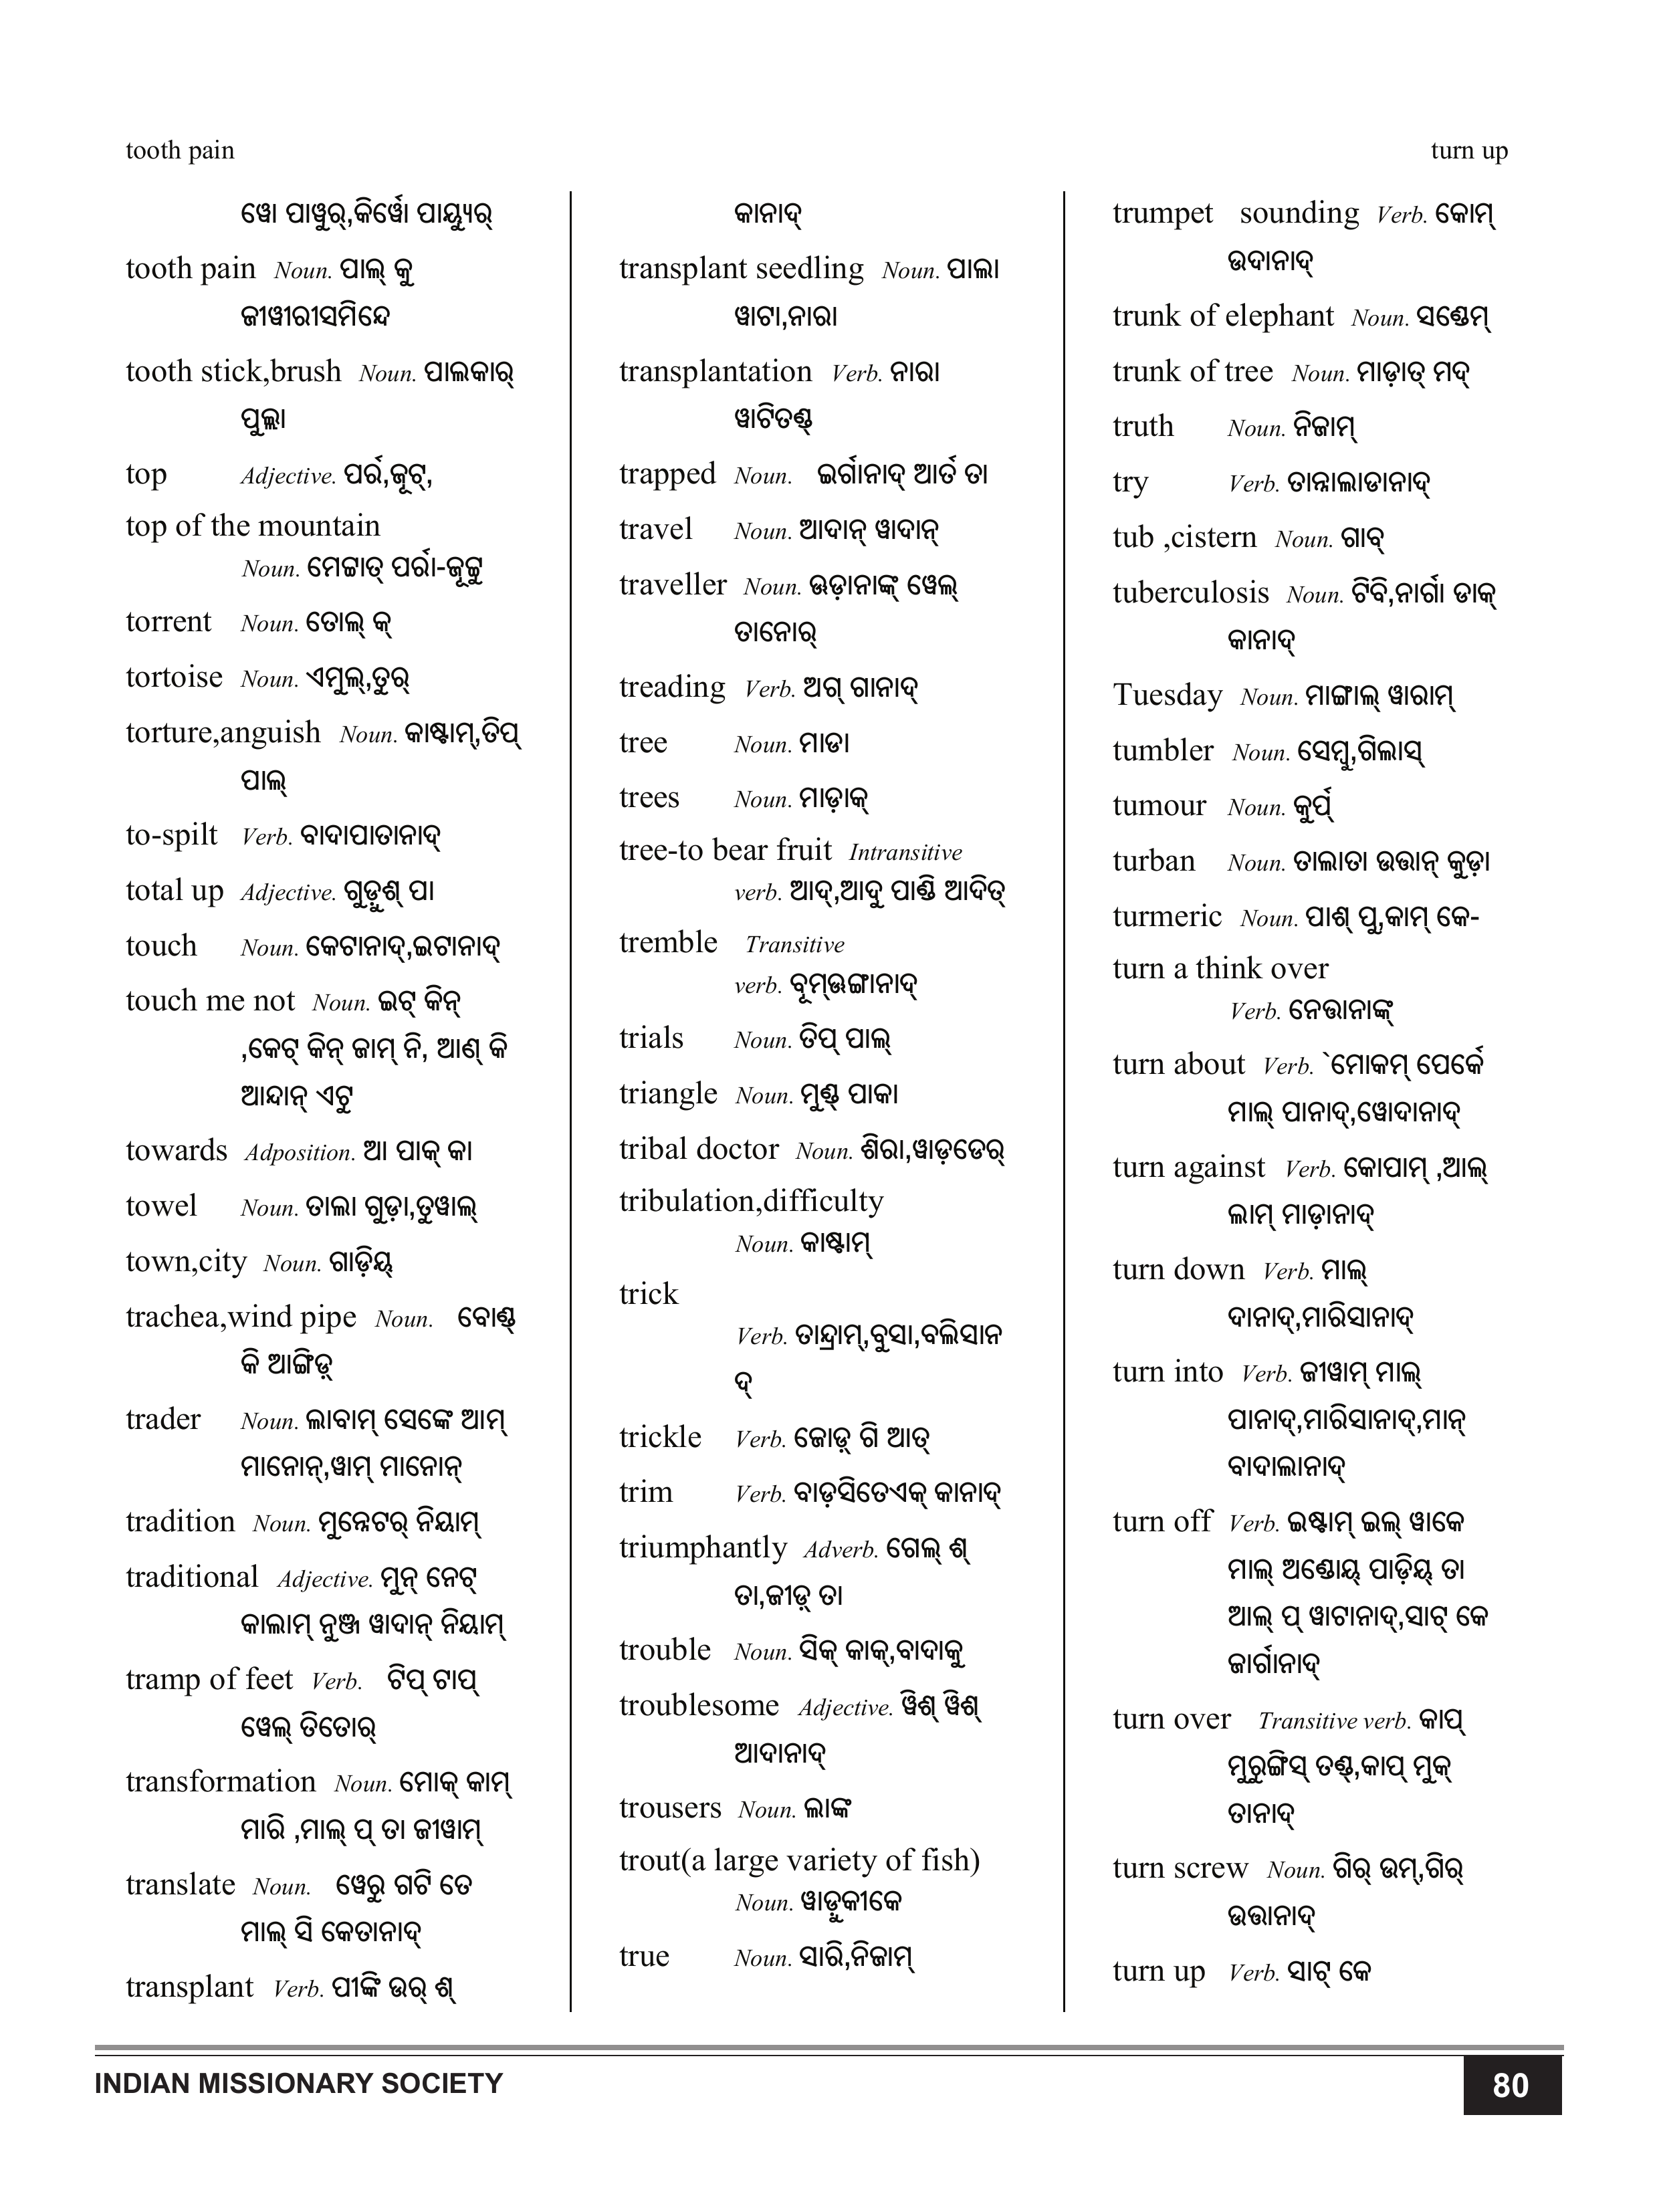 tooth pain
turn up
ୱୋ ପାୱୁର୍,କିର୍ୱୋ ପାୟ୍ୟୁର୍
tooth pain Noun. ପାଲ୍ କୁ
ଜୀୱୀରୀସମିନ୍ଦେ
tooth stick,brush Noun. ପାଲକାର୍
ପୁଲ୍ଲା
top Adjective. ପର୍ର,ଜୂଟ୍,
top of the mountain
Noun. ମେଟ୍ଟାତ୍ ପର୍ରା-ଜୂଟ୍ଟୁ
torrent Noun. ତୋଲ୍ କ୍
tortoise Noun. ଏମୁଲ୍,ତୁର୍
torture,anguish Noun. କାଷ୍ଟାମ୍,ତିପ୍
ପାଲ୍
to-spilt Verb. ବାଦାପାତାନାଦ୍
total up Adjective. ଗୁଡୁଶ୍ ପା
touch Noun. କେଟାନାଦ୍,ଇଟାନାଦ୍
touch me not Noun. ଇଟ୍ କିନ୍
,କେଟ୍ କିନ୍ ଜାମ୍ ନି, ଆଣ୍ କି
ଆନ୍ଦାନ୍ ଏଟୁ
towards Adposition. ଆ ପାକ୍ କା
towel Noun. ତାଲା ଗୁଡ଼ା,ତୁୱାଲ୍
town,city Noun. ଗାଡ଼ିୟ୍
trachea,wind pipe Noun. ବୋଣ୍ଡ୍
କି ଆଙ୍ଗିଡ଼୍
trader Noun. ଲାବାମ୍ ସେଙ୍କେ ଆମ୍
ମାନୋନ୍,ୱାମ୍ ମାନୋନ୍
tradition Noun. ମୁନ୍ନେଟର୍ ନିୟାମ୍
traditional Adjective. ମୁନ୍ ନେଟ୍
କାଲାମ୍ ନୁଞ୍ଜ ୱାଦାନ୍ ନିୟାମ୍
tramp of feet Verb. ଟିପ୍ ଟାପ୍
ୱେଲ୍ ତିତୋର୍
transformation Noun. ମୋକ୍ କାମ୍
ମାରି ,ମାଲ୍ ପ୍ ତା ଜୀୱାମ୍
translate Noun. ୱେରୁ ଗଟି ତେ
ମାଲ୍ ସି କେତାନାଦ୍
transplant Verb. ପୀଙ୍କି ଉର୍ ଶ୍
କାନାଦ୍
transplant seedling Noun. ପାଲା
ୱାଟା,ନାରା
transplantation Verb. ନାରା
ୱାଟିତଣ୍ଡ୍
trapped Noun. ଇର୍ଗାନାଦ୍ ଆର୍ତ ତା
travel Noun. ଆଦାନ୍ ୱାଦାନ୍
traveller Noun. ଊଡ଼ାନାଙ୍କ୍ ୱେଲ୍
ତାନୋର୍
treading Verb. ଅଗ୍ ଗାନାଦ୍
tree Noun. ମାଡା
trees Noun. ମାଡ଼ାକ୍
tree-to bear fruit Intransitive
verb. ଆଦ୍,ଆଦୁ ପାଣ୍ଡି ଆଦିତ୍
tremble Transitive
verb. ବୂମ୍ଊଙ୍ଗାନାଦ୍
trials Noun. ତିପ୍ ପାଲ୍
triangle Noun. ମୁଣ୍ଡ୍ ପାକା
tribal doctor Noun. ଶିରା,ୱାଡ଼ଡେର୍
tribulation,difficulty
Noun. କାଷ୍ଟାମ୍
trick
Verb. ତାନ୍ଦ୍ରାମ୍,ବୁସା,ବଲିସାନ
ଦ୍
trickle Verb. ଜୋଡ଼୍ ଗି ଆତ୍
trim Verb. ବାଡ଼ସିତେଏକ୍ କାନାଦ୍
triumphantly Adverb. ଗେଲ୍ ଶ୍
ତା,ଜୀଡ଼୍ ତା
trouble Noun. ସିକ୍ କାକ୍,ବାଦାକୁ
troublesome Adjective. ୱିଶ୍ ୱିଶ୍
ଆଦାନାଦ୍
trousers Noun. ଲାଙ୍କ
trout(a large variety of fish)
Noun. ୱାଡ଼ୁକୀକେ
true Noun. ସାରି,ନିଜାମ୍
trumpet sounding Verb. କୋମ୍
ଉଦାନାଦ୍
trunk of elephant Noun. ସଣ୍ଡେମ୍
trunk of tree Noun. ମାଡ଼ାତ୍ ମଦ୍
truth Noun. ନିଜାମ୍
try Verb. ତାନ୍ଲାଲାଡାନାଦ୍
tub ,cistern Noun. ଗାବ୍
tuberculosis Noun. ଟିବି,ନାର୍ଗା ଡାକ୍
କାନାଦ୍
Tuesday Noun. ମାଙ୍ଗାଲ୍ ୱାରାମ୍
tumbler Noun. ସେମ୍ବୁ,ଗିଲାସ୍
tumour Noun. କୁର୍ପ୍
turban Noun. ତାଲାତା ଉତ୍ତାନ୍ କୁଡ଼ା
turmeric Noun. ପାଶ୍ ପୁ,କାମ୍ କେ-
turn a think over
Verb. ନେତ୍ତାନାଙ୍କ୍
turn about Verb. `ମୋକମ୍ ପେର୍କେ
ମାଲ୍ ପାନାଦ୍,ୱୋଦାନାଦ୍
turn against Verb. କୋପାମ୍ ,ଆଲ୍
ଲାମ୍ ମାଡ଼ାନାଦ୍
turn down Verb. ମାଲ୍
ଦାନାଦ୍,ମାରିସାନାଦ୍
turn into Verb. ଜୀୱାମ୍ ମାଲ୍
ପାନାଦ୍,ମାରିସାନାଦ୍,ମାନ୍
ବାଦାଲାନାଦ୍
turn off Verb. ଇଷ୍ଟାମ୍ ଇଲ୍ ୱାକେ
ମାଲ୍ ଅଣ୍ଡୋୟ୍ ପାଡ଼ିୟ୍ ତା
ଆଲ୍ ପ୍ ୱାଟାନାଦ୍,ସାଟ୍ କେ
ଜାର୍ଗାନାଦ୍
turn over Transitive verb. କାପ୍
ମୁରୁଙ୍ଗିସ୍ ତଣ୍ଡ୍,କାପ୍ ମୁକ୍
ତାନାଦ୍
turn screw Noun. ଗିର୍ ଉମ୍,ଗିର୍
ଉତ୍ତାନାଦ୍
turn up Verb. ସାଟ୍ କେ
INDIAN MISSIONARY SOCIETY
80